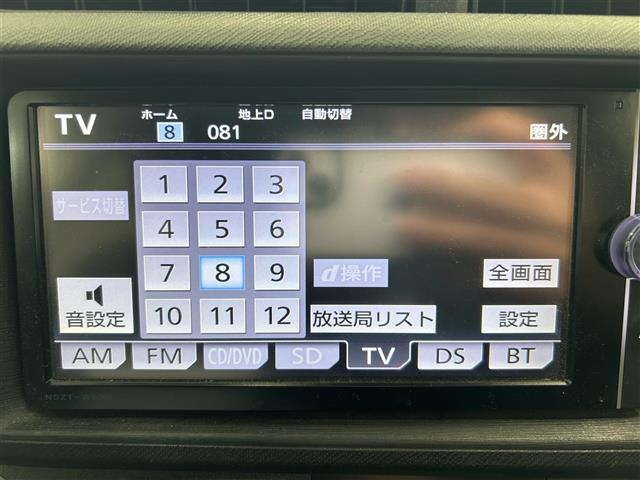 TV ホーム 地上D 自動切替
8 081 圏外
サービス切替
1 2 3
4 5 6
7 8 9
10 11 12
d操作 全画面
音設定 放送局リスト 設定
AM FM CD/DVD SD TV DS BT